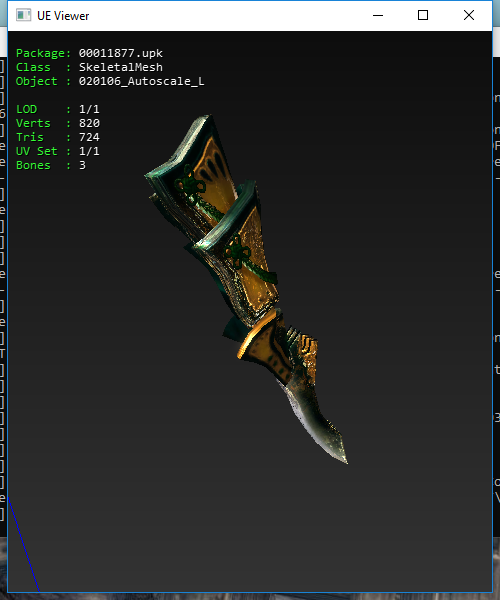 UE Viewer
Package: 00011877.upk
Class  : SkeletalMesh
Object : 020106_Autoscale_L
LOD    : 1/1
Verts  : 820
Tris   : 724
UV Set : 1/1
Bones  : 3